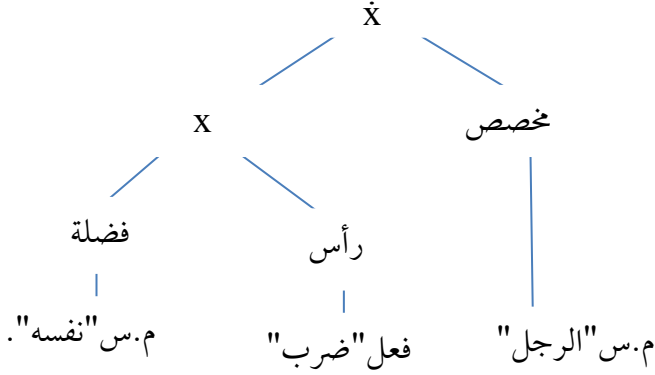 ẋ
مخصص
x
رأس
فضلة
م.س"الرجل"
فعل"ضرب"
م.س"نفسه".